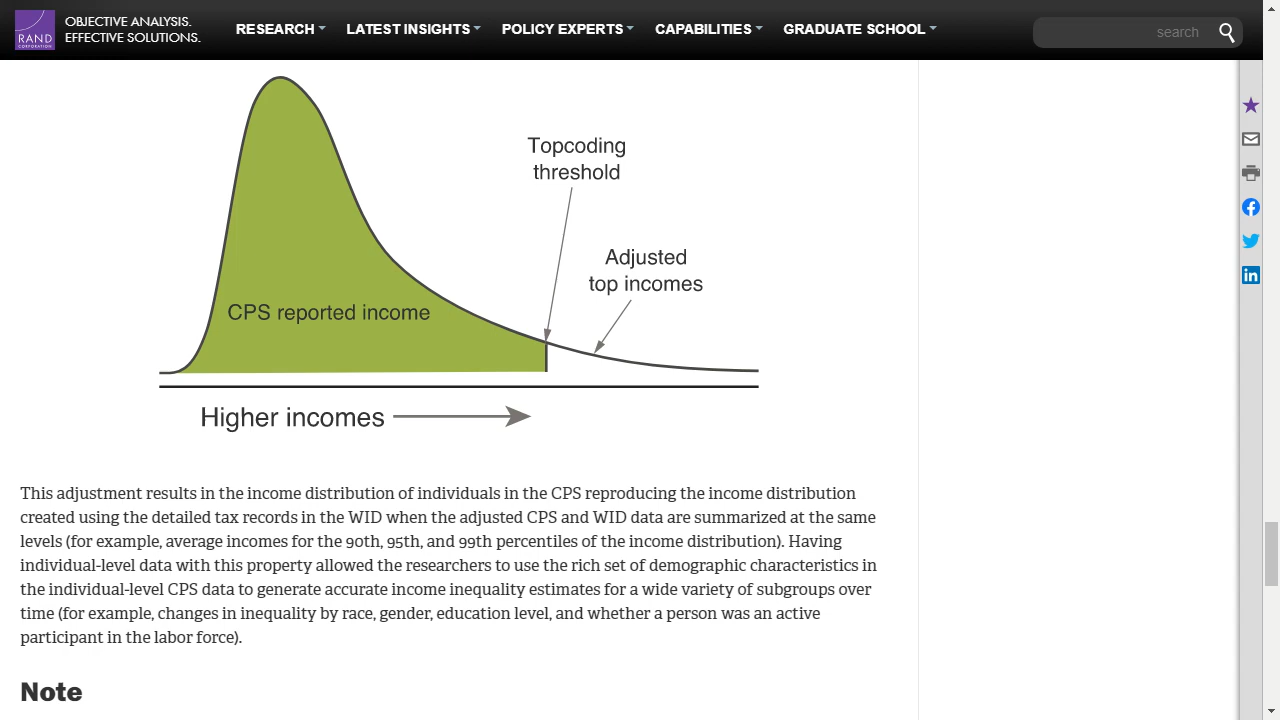 RAND
CORPORATION
OBJECTIVE ANALYSIS.
EFFECTIVE SOLUTIONS.
RESEARCH
LATEST INSIGHTS
POLICY EXPERTS
CAPABILITIES
GRADUATE SCHOOL
search
Topcoding
threshold
Adjusted
top incomes
CPS reported income
Higher incomes
This adjustment results in the income distribution of individuals in the CPS reproducing the income distribution
created using the detailed tax records in the WID when the adjusted CPS and WID data are summarized at the same
levels (for example, average incomes for the 90th, 95th, and 99th percentiles of the income distribution). Having
individual-level data with this property allowed the researchers to use the rich set of demographic characteristics in
the individual-level CPS data to generate accurate income inequality estimates for a wide variety of subgroups over
time (for example, changes in inequality by race, gender, education level, and whether a person was an active
participant in the labor force).
Note